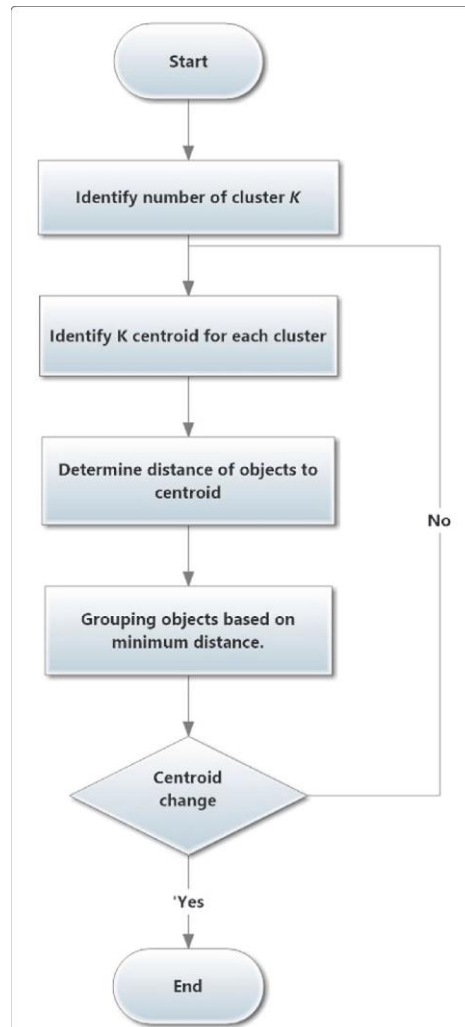 Start
Identify number of cluster K
Identify K centroid for each cluster
Determine distance of objects to
centroid
No
Grouping objects based on
minimum distance.
Centroid
change
'Yes
End